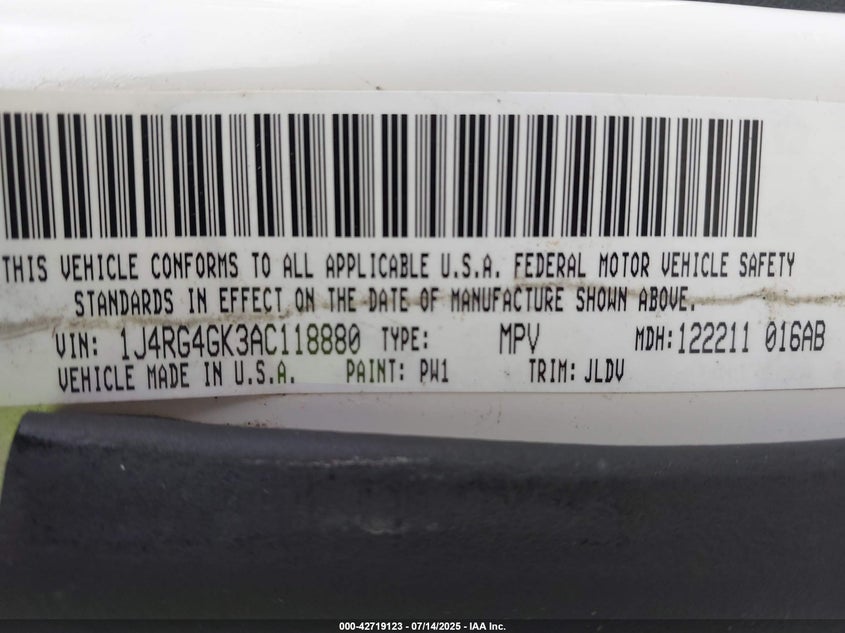 THIS VEHICLE CONFORMS TO ALL APPLICABLE U.S.A. FEDERAL MOTOR VEHICLE SAFETY
STANDARDS IN EFFECT ON THE DATE OF MANUFACTURE SHOWN ABOVE.
VIN: 1J4RG4GK3AC118880 TYPE: MPV MDH:122211 016AB
VEHICLE MADE IN U.S.A. PAINT: PW1 TRIM: JLDV
000-42719123 - 07/14/2025 - IAA Inc.